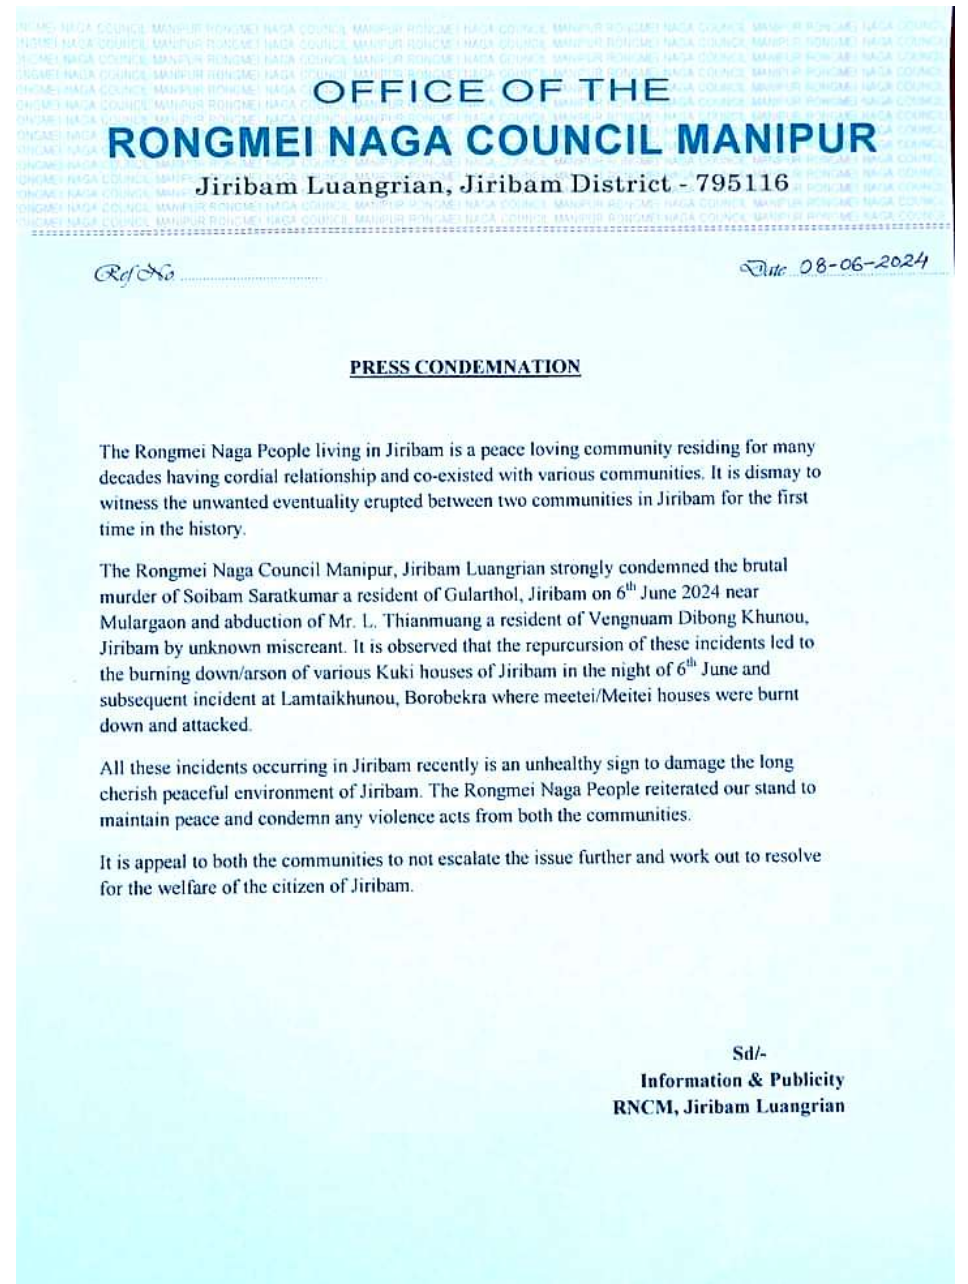 OFFICE OF THE
RONGMEI NAGA COUNCIL MANIPUR
Jiribam Luangrian, Jiribam District - 795116
Ref No. Date 08-06-2024
PRESS CONDEMNATION
The Rongmei Naga People living in Jiribam is a peace loving community residing for many
decades having cordial relationship and co-existed with various communities. It is dismay to
witness the unwanted eventuality erupted between two communities in Jiribam for the first
time in the history.
The Rongmei Naga Council Manipur, Jiribam Luangrian strongly condemned the brutal
murder of Soibam Saratkumar a resident of Gularthol, Jiribam on 6th June 2024 near
Mulargaon and abduction of Mr. L. Thianmuang a resident of Vengnuam Dibong Khunou,
Jiribam by unknown miscreant. It is observed that the repurcursion of these incidents led to
the burning down/arson of various Kuki houses of Jiribam in the night of 6th June and
subsequent incident at Lamtaikhunou, Borobekra where meetei/Meitei houses were burnt
down and attacked.
All these incidents occurring in Jiribam recently is an unhealthy sign to damage the long
cherish peaceful environment of Jiribam. The Rongmei Naga People reiterated our stand to
maintain peace and condemn any violence acts from both the communities.
It is appeal to both the communities to not escalate the issue further and work out to resolve
for the welfare of the citizen of Jiribam.
Sd/-
Information & Publicity
RNCM, Jiribam Luangrian